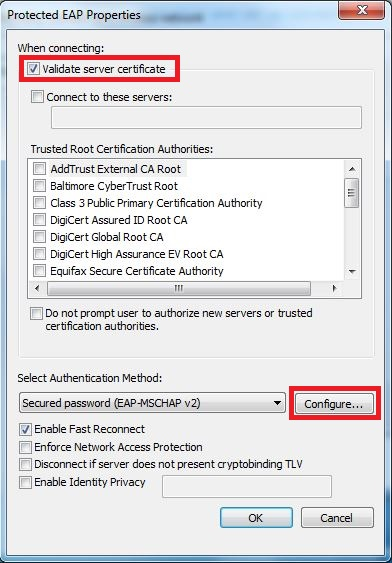 Protected EAP Properties
When connecting:
Validate server certificate
Connect to these servers:
Trusted Root Certification Authorities:
AddTrust External CA Root
Baltimore CyberTrust Root
Class 3 Public Primary Certification Authority
DigiCert Assured ID Root CA
DigiCert Global Root CA
DigiCert High Assurance EV Root CA
Equifax Secure Certificate Authority
Do not prompt user to authorize new servers or trusted
certification authorities.
Select Authentication Method:
Secured password (EAP-MSCHAP v2)
Configure...
Enable Fast Reconnect
Enforce Network Access Protection
Disconnect if server does not present cryptobinding TLV
Enable Identity Privacy
OK
Cancel